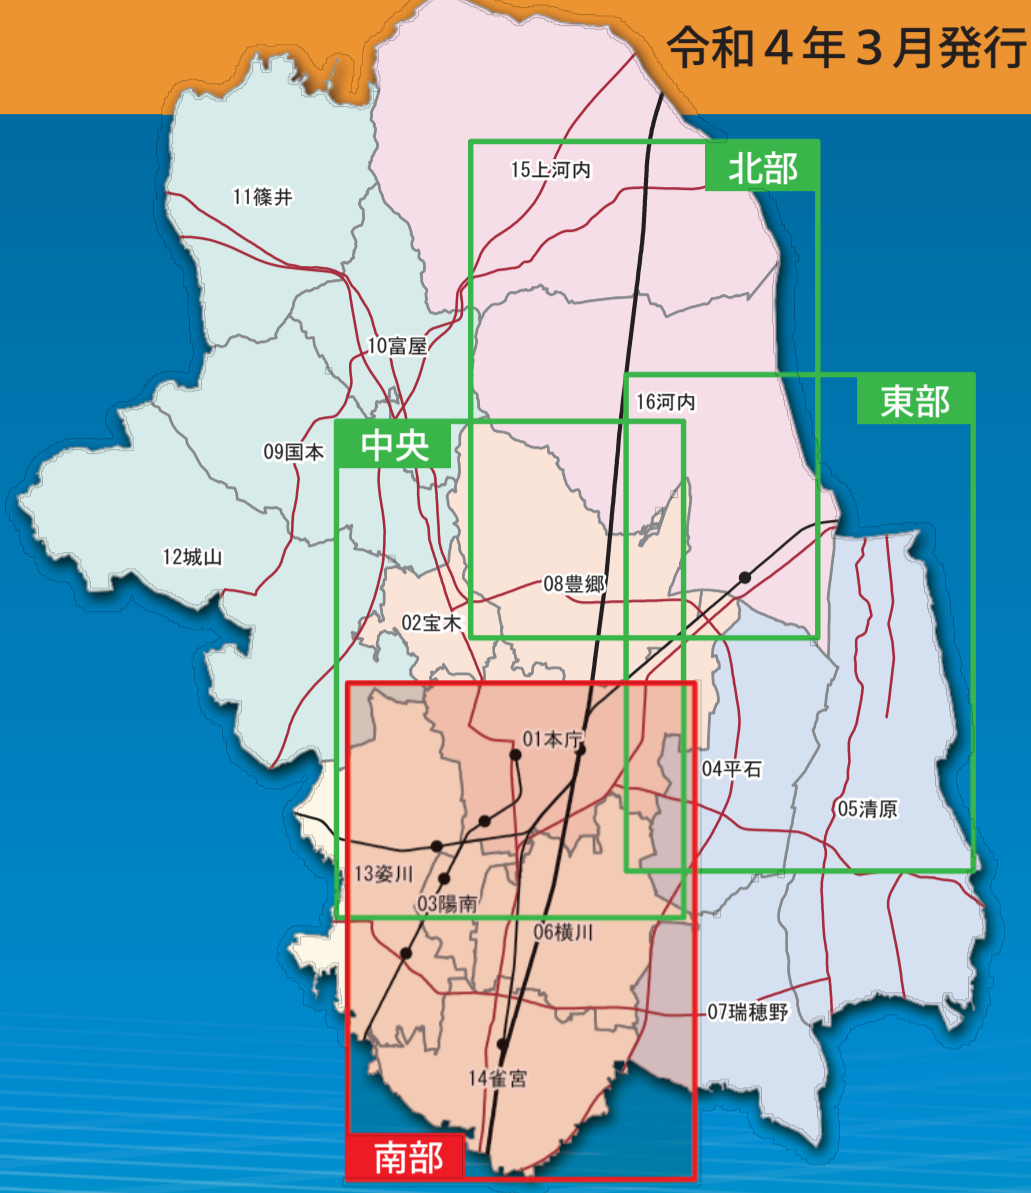 令和４年３月発行
15上河内
北部
11篠井
10富屋
16河内
東部
中央
09国本
12城山
08豊郷
02宝木
01本庁
04平石
05清原
13姿川
03陽南
06横川
07瑞穂野
14雀宮
南部